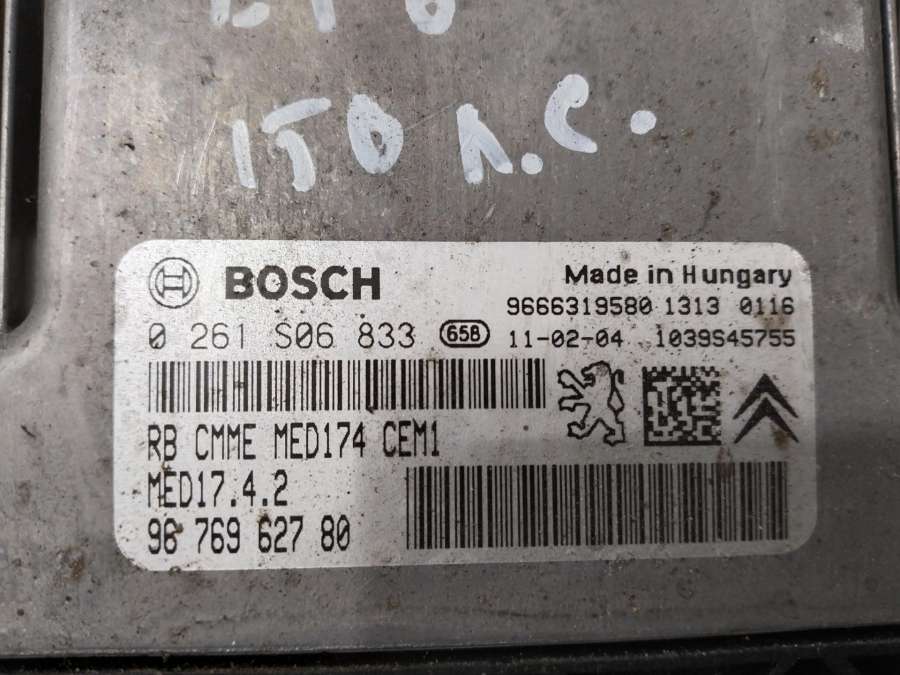 150 л.с.
BOSCH
Made in Hungary
9666319580 1313 0116
0 261 S06 833 658 11-02-04 1039S45755
RB CMME MED174 CEM1
MED17.4.2
96 769 627 80